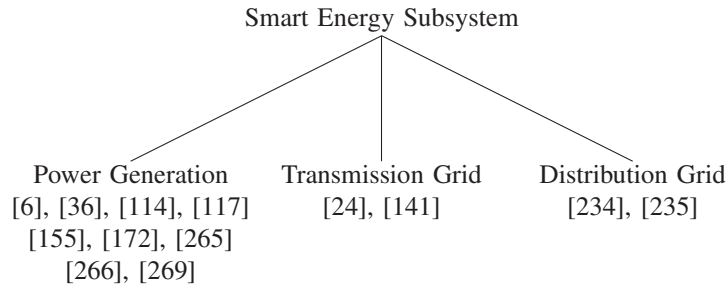 Smart Energy Subsystem
Power Generation
[6], [36], [114], [117]
[155], [172], [265]
[266], [269]
Transmission Grid
[24], [141]
Distribution Grid
[234], [235]